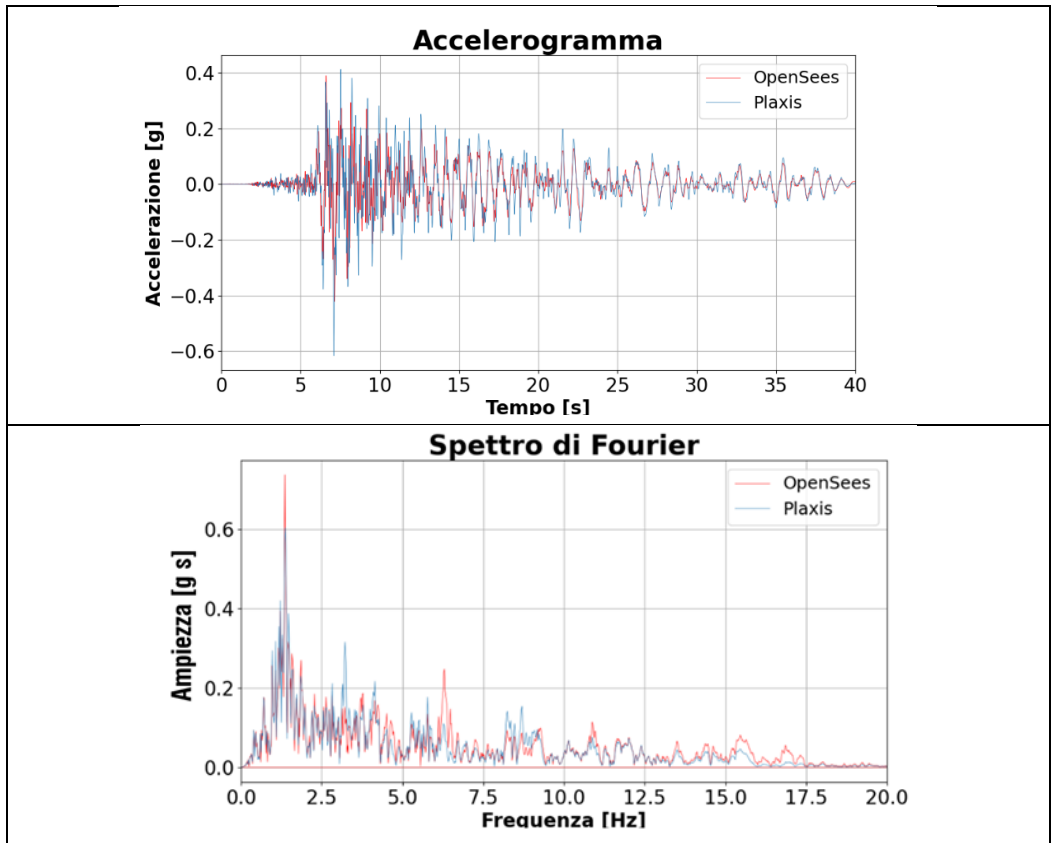 Accelerogramma
OpenSees
Plaxis
Accelerazione [g]
0.4
0.2
0.0
−0.2
−0.4
−0.6
0 5 10 15 20 25 30 35 40
Tempo [s]
Spettro di Fourier
OpenSees
Plaxis
Ampiezza [g s]
0.6
0.4
0.2
0.0
0.0 2.5 5.0 7.5 10.0 12.5 15.0 17.5 20.0
Frequenza [Hz]